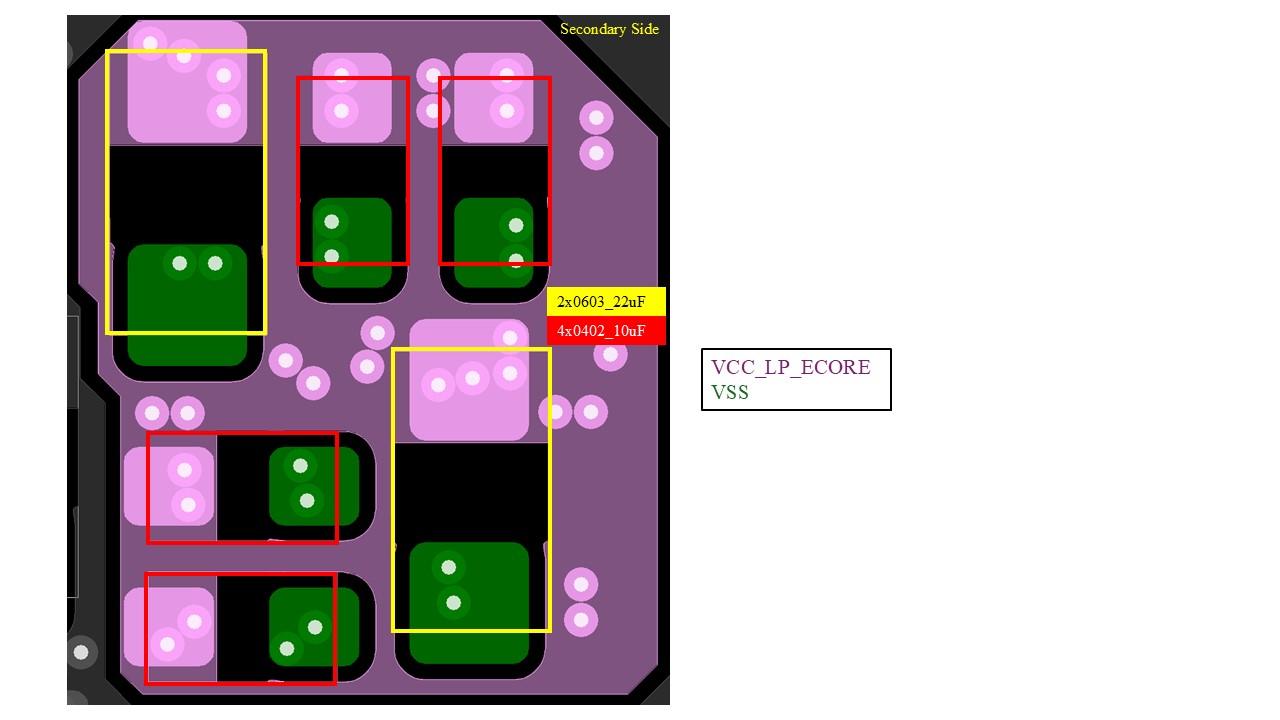 Secondary Side
2x0603_22uF
4x0402_10uF
VCC_LP_ECORE
VSS